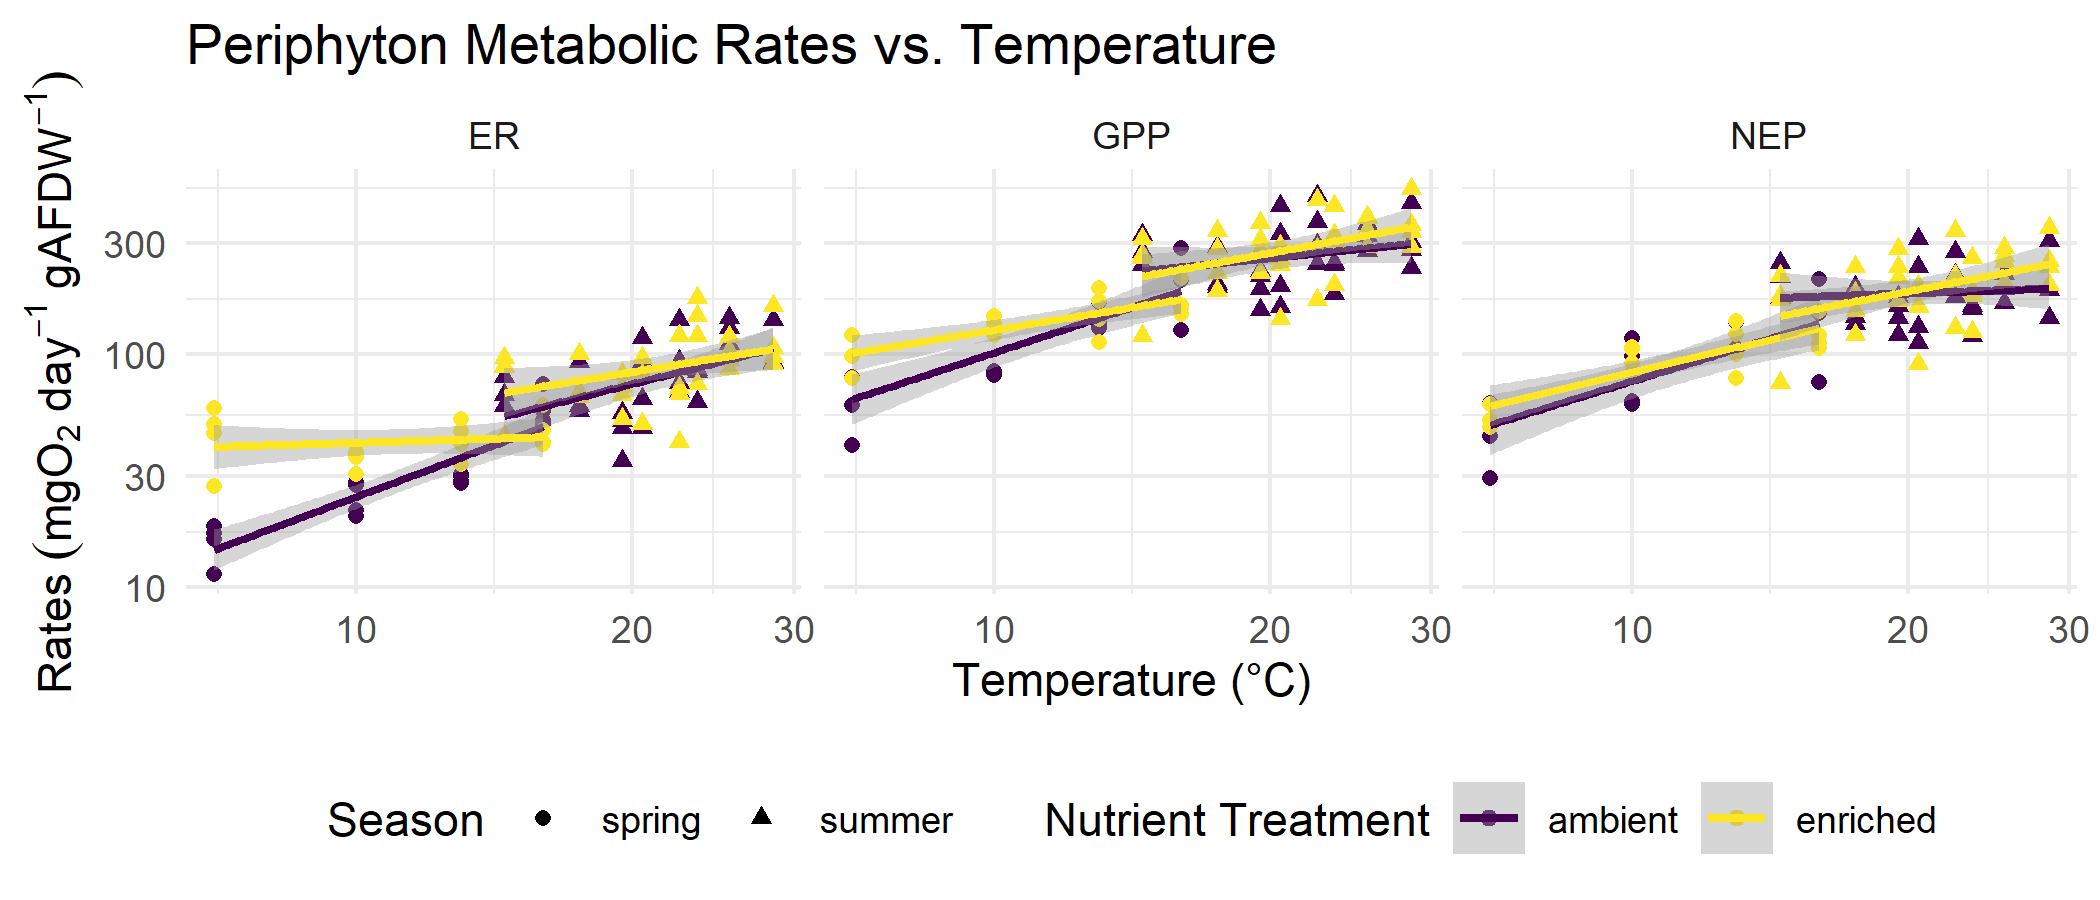 Periphyton Metabolic Rates vs. Temperature
ER GPP NEP
Rates (mgO₂ day⁻¹ gAFDW⁻¹)
300
100
30
10
10 20 30 10 20 30 10 20 30
Temperature (°C)
Season spring summer Nutrient Treatment ambient enriched